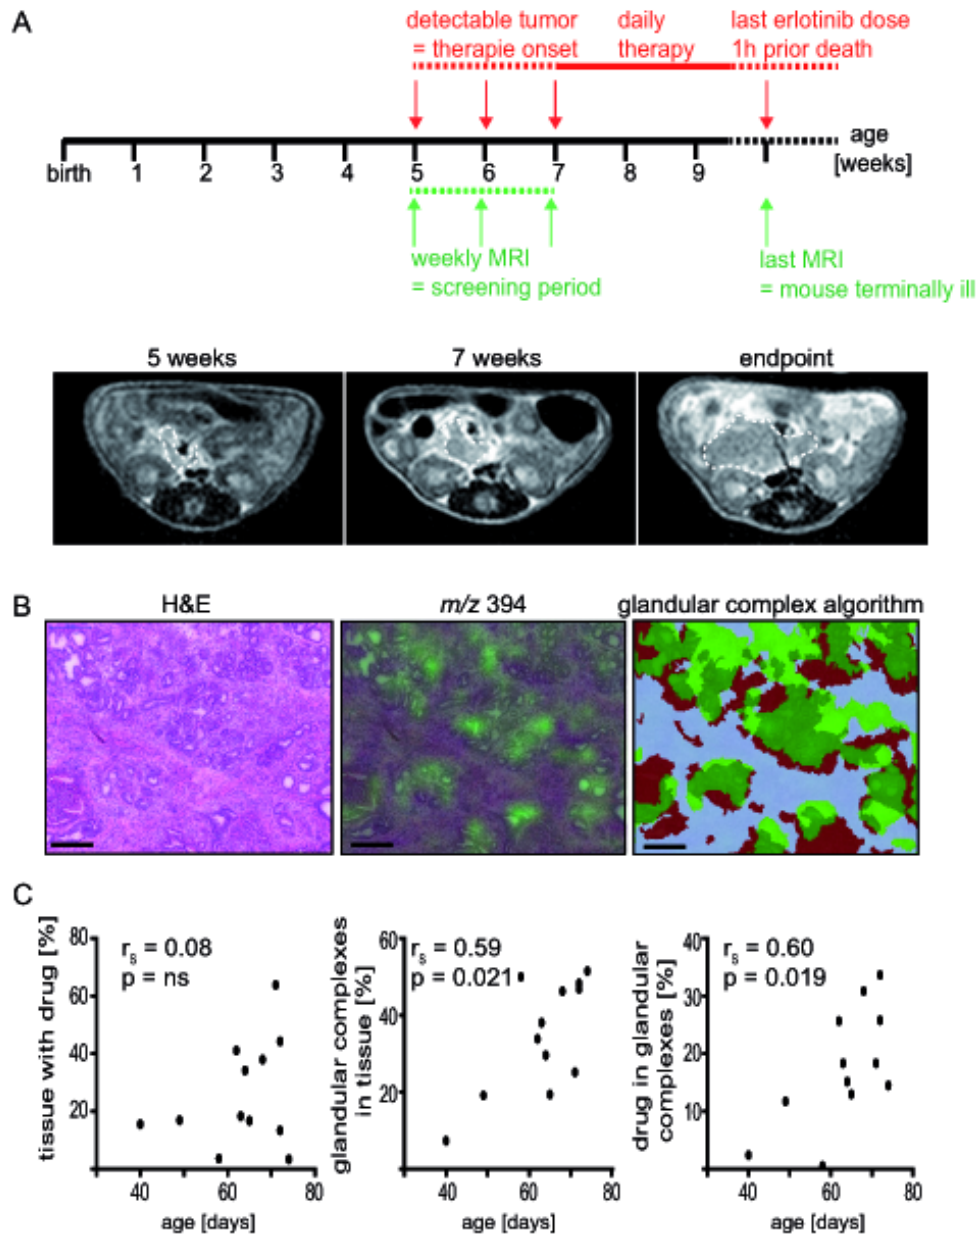 A
detectable tumor
= therapie onset
daily
therapy
last erlotinib dose
1h prior death
birth 1 2 3 4 5 6 7 8 9
age
[weeks]
weekly MRI
= screening period
last MRI
= mouse terminally ill
5 weeks 7 weeks endpoint
B
H&E m/z 394 glandular complex algorithm
C
tissue with drug [%]
80
60
40
20
rs = 0.08
p = ns
40 60 80
age [days]
glandular complexes
in tissue [%]
60
40
20
rs = 0.59
p = 0.021
40 60 80
age [days]
drug in glandular
complexes [%]
40
30
20
10
rs = 0.60
p = 0.019
40 60 80
age [days]